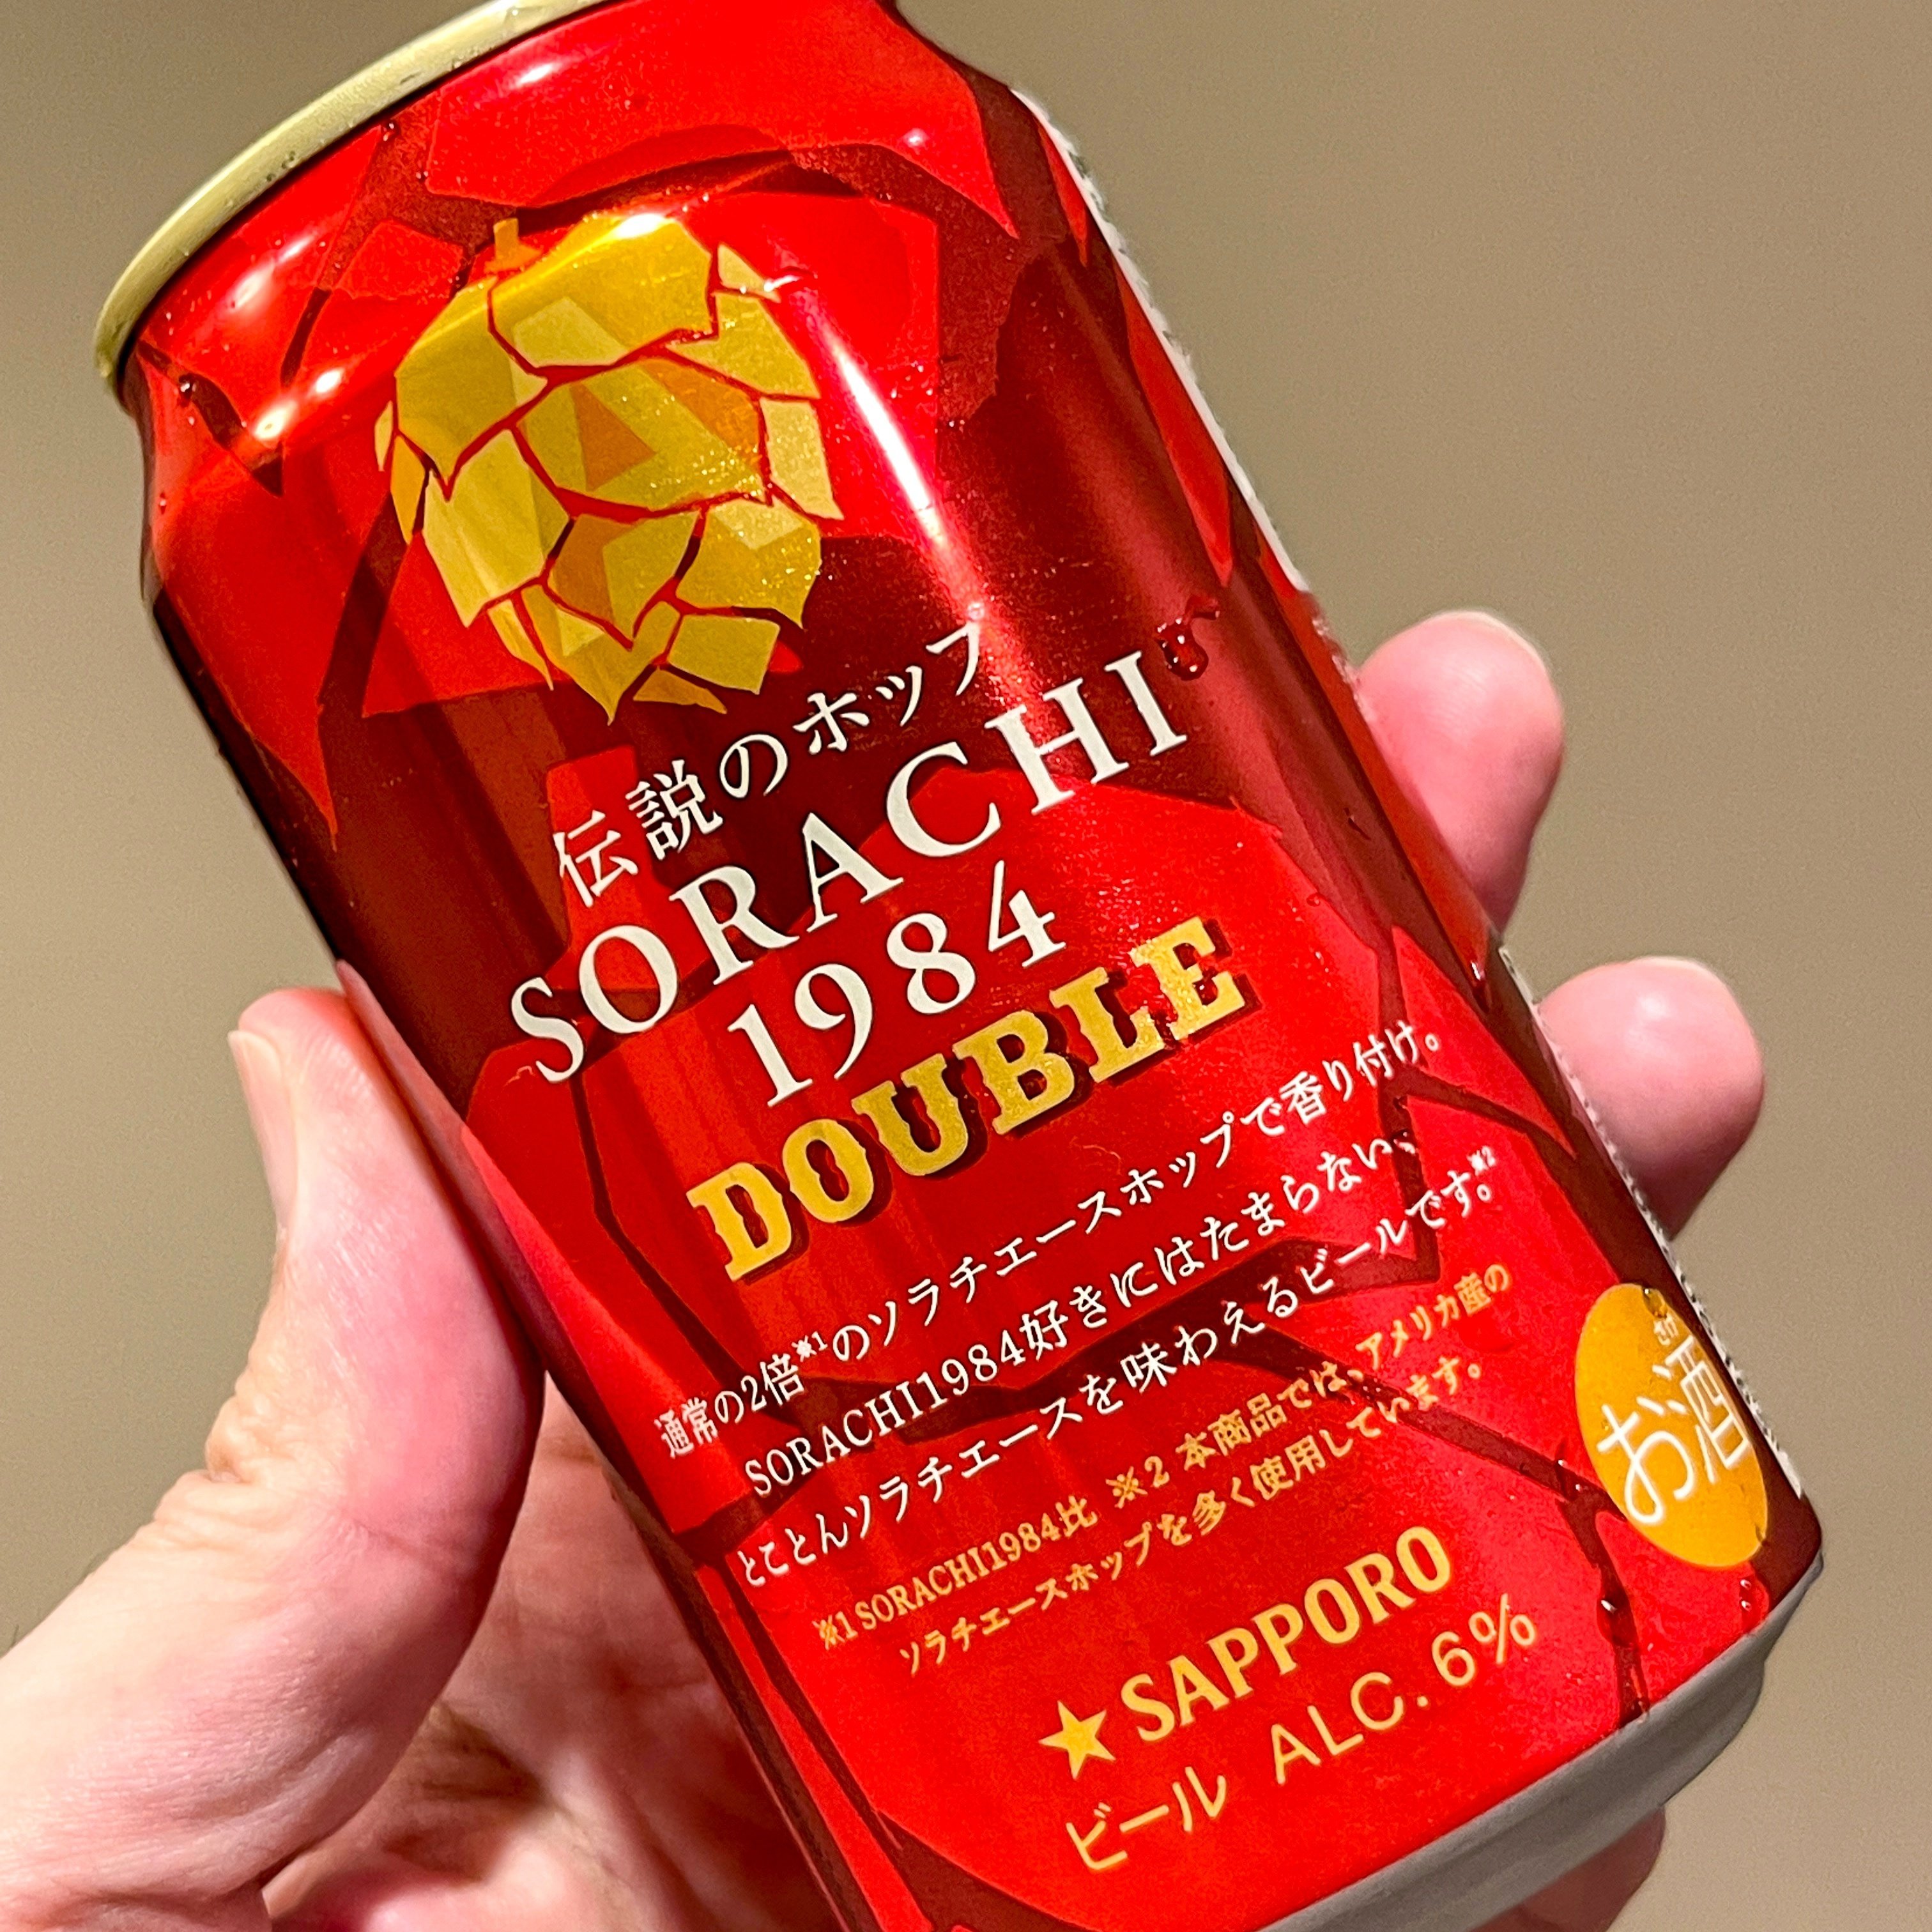 伝説のホップ
SORACHI
1984
DOUBLE
通常の2倍※1のソラチエースホップで香り付け。
SORACHI1984好きにはたまらない、
とことんソラチエースを味わえるビールです。※2
※1 SORACHI1984比 ※2 本商品では、アメリカ産の
ソラチエースホップを多く使用しています。
お酒
★SAPPORO
ビール ALC.6%